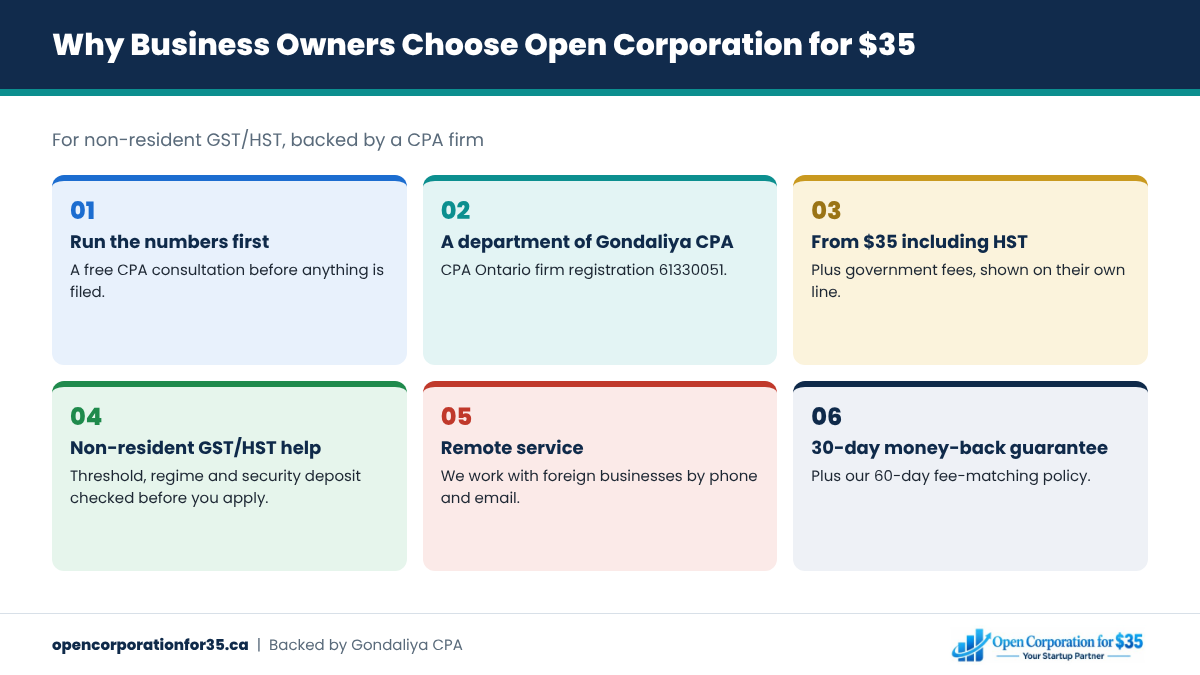 Why Business Owners Choose Open Corporation for $35
For non-resident GST/HST, backed by a CPA firm
01
Run the numbers first
A free CPA consultation before anything is
filed.
02
A department of Gondaliya CPA
CPA Ontario firm registration 61330051.
03
From $35 including HST
Plus government fees, shown on their own
line.
04
Non-resident GST/HST help
Threshold, regime and security deposit
checked before you apply.
05
Remote service
We work with foreign businesses by phone
and email.
06
30-day money-back guarantee
Plus our 60-day fee-matching policy.
opencorporationfor35.ca | Backed by Gondaliya CPA
Open Corporation for $35
Your Startup Partner